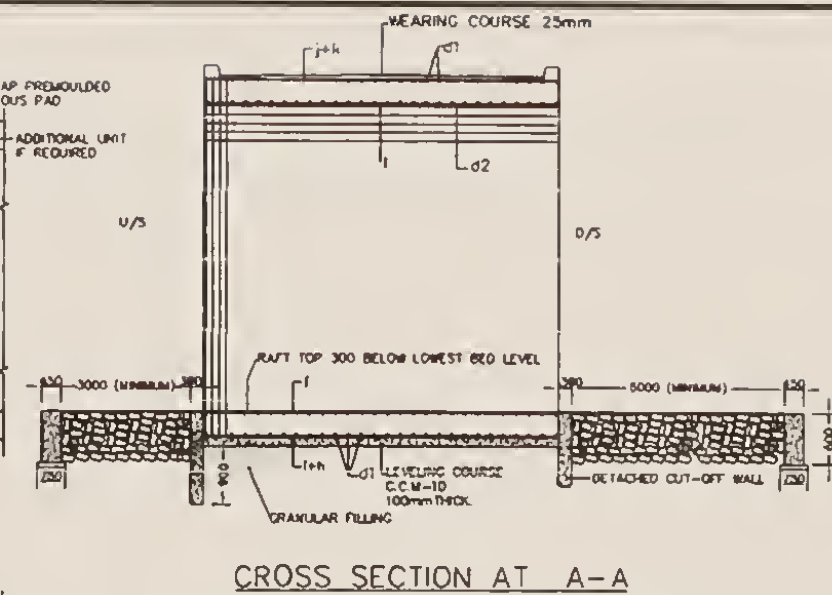 WEARING COURSE 25mm
j+k
d1
AP PREMOULDED
OUS PAD
ADDITIONAL UNIT
IF REQUIRED
d2
U/S
D/S
RAFT TOP 300 BELOW LOWEST BED LEVEL
3000 (MINIMUM)
5000 (MINIMUM)
d1
LEVELING COURSE
C.C.M-10
100mm THICK.
DETACHED CUT-OFF WALL
GRANULAR FILLING
CROSS SECTION AT A-A